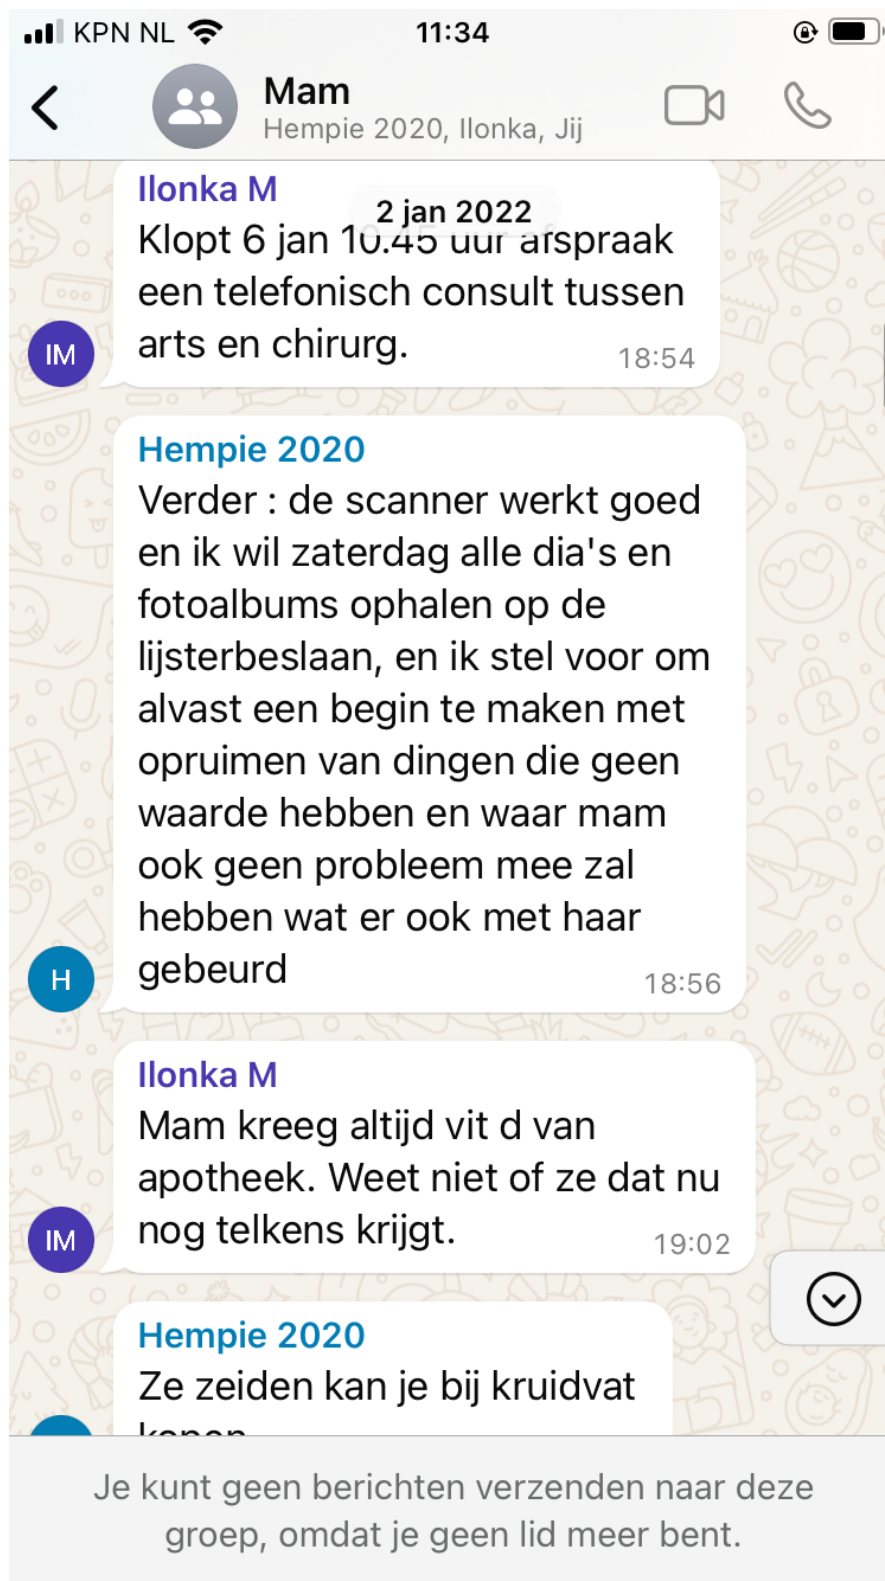 KPN NL 11:34
Mam
Hempie 2020, Ilonka, Jij
Ilonka M
2 jan 2022
Klopt 6 jan 10.45 uur afspraak
een telefonisch consult tussen
arts en chirurg. 18:54
IM
Hempie 2020
Verder : de scanner werkt goed
en ik wil zaterdag alle dia's en
fotoalbums ophalen op de
lijsterbeslaan, en ik stel voor om
alvast een begin te maken met
opruimen van dingen die geen
waarde hebben en waar mam
ook geen probleem mee zal
hebben wat er ook met haar
gebeurd 18:56
H
Ilonka M
Mam kreeg altijd vit d van
apotheek. Weet niet of ze dat nu
nog telkens krijgt. 19:02
IM
Hempie 2020
Ze zeiden kan je bij kruidvat
kopen
Je kunt geen berichten verzenden naar deze
groep, omdat je geen lid meer bent.